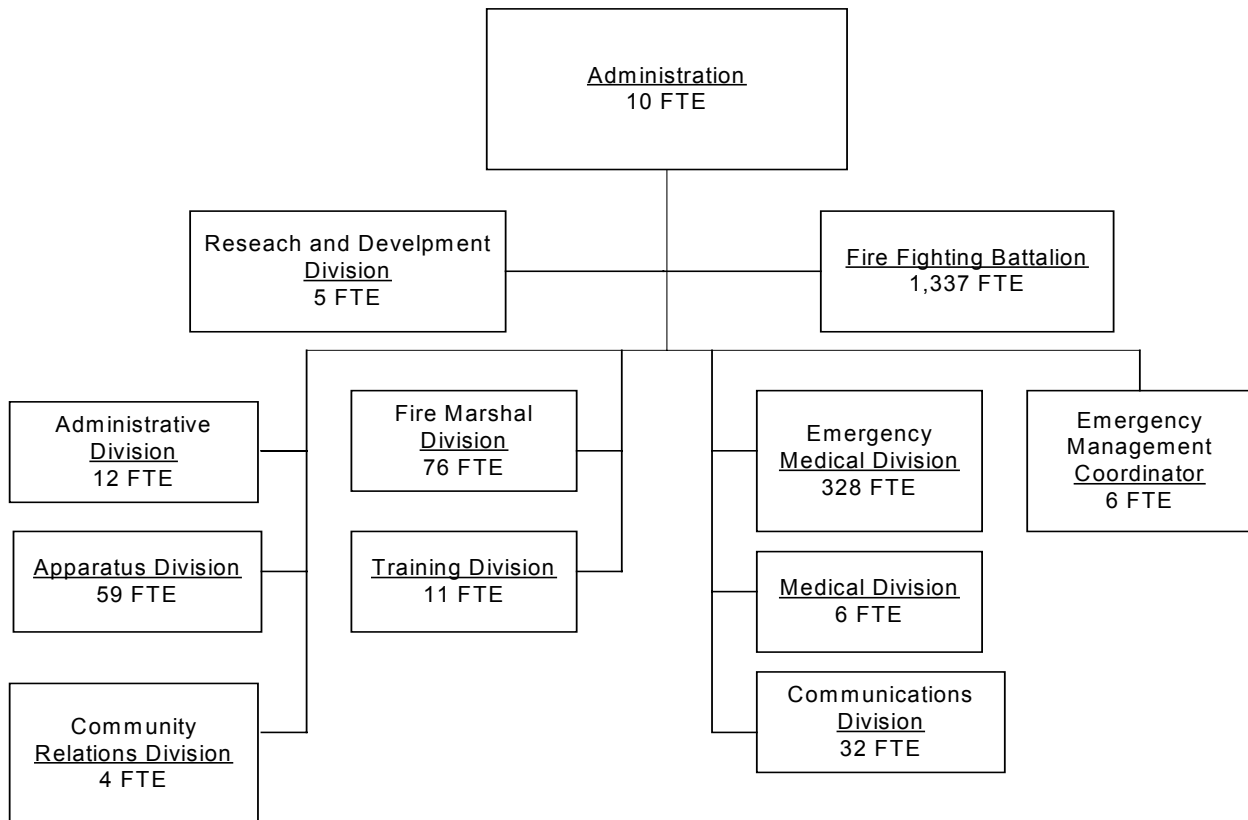 Administration
10 FTE
Reseach and Develpment
Division
5 FTE
Fire Fighting Battalion
1,337 FTE
Administrative
Division
12 FTE
Fire Marshal
Division
76 FTE
Emergency
Medical Division
328 FTE
Emergency
Management
Coordinator
6 FTE
Apparatus Division
59 FTE
Training Division
11 FTE
Medical Division
6 FTE
Community
Relations Division
4 FTE
Communications
Division
32 FTE